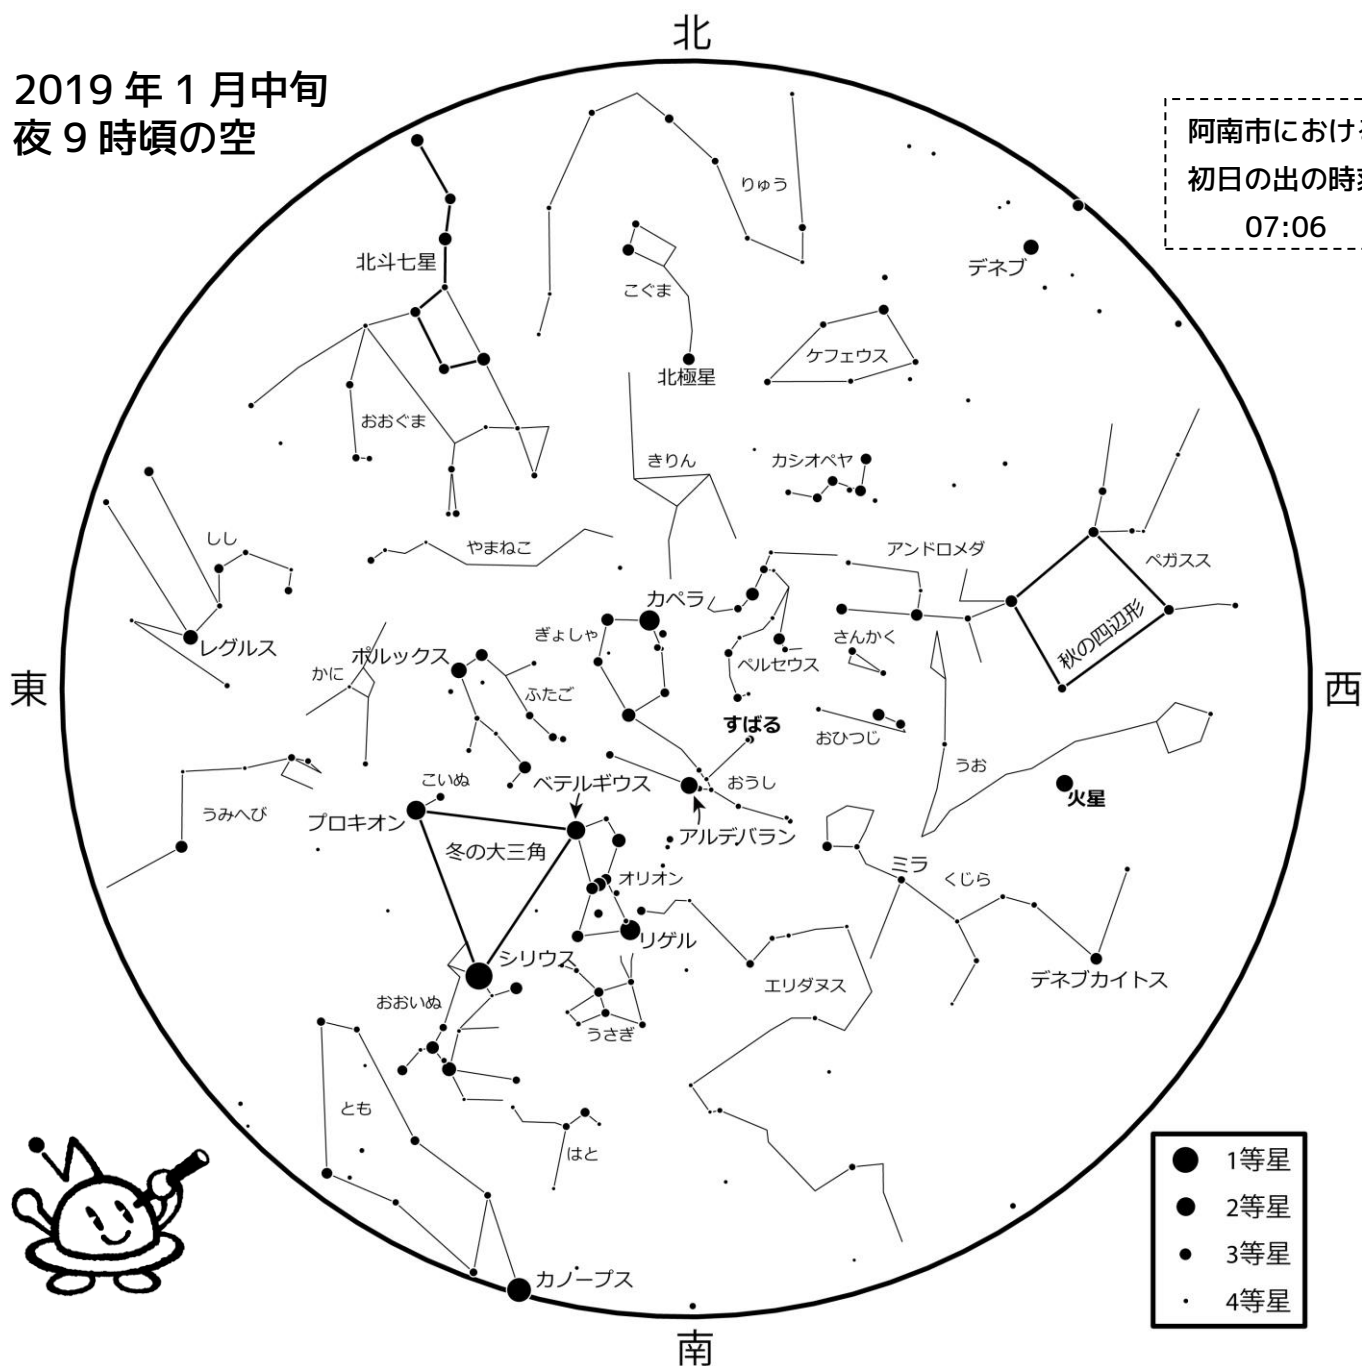 北
2019 年 1 月中旬
夜 9 時頃の空
阿南市における
初日の出の時刻
07:06
りゅう
北斗七星
デネブ
こぐま
ケフェウス
北極星
おおぐま
きりん
カシオペヤ
しし
やまねこ
アンドロメダ
ペガスス
カペラ
秋の四辺形
レグルス
ぎょしゃ
さんかく
ポルックス
ペルセウス
かに
ふたご
東
西
すばる
おひつじ
うお
こいぬ
ベテルギウス
おうし
火星
うみへび
プロキオン
アルデバラン
冬の大三角
ミラ
オリオン
くじら
リゲル
シリウス
デネブカイトス
エリダヌス
おおいぬ
うさぎ
とも
はと
カノープス
1等星
2等星
3等星
4等星
南